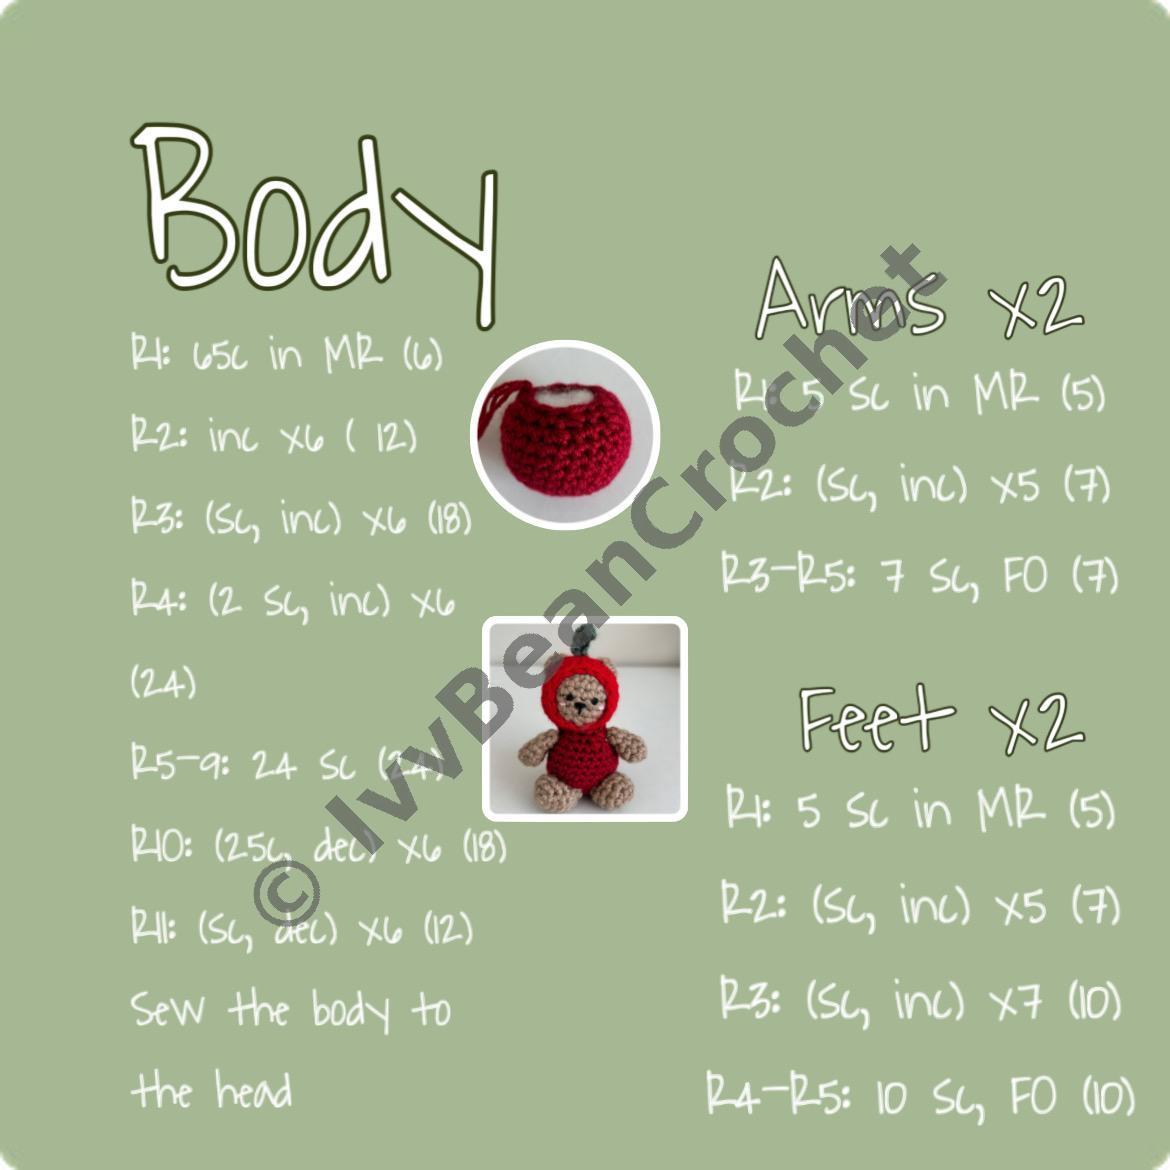 Body
R1: 6sc in MR (6)
R2: inc x6 ( 12)
R3: (Sc, inc) x6 (18)
R4: (2 Sc, inc) x6
(24)
R5-9: 24 Sc (24)
R10: (2Sc, dec) x6 (18)
R11: (Sc, dec) x6 (12)
Sew the body to
the head
Arms x2
R1: 5 Sc in MR (5)
R2: (Sc, inc) x5 (7)
R3-R5: 7 Sc, FO (7)
Feet x2
R1: 5 Sc in MR (5)
R2: (Sc, inc) x5 (7)
R3: (Sc, inc) x7 (10)
R4-R5: 10 Sc, FO (10)
© IvvBeanCrochet